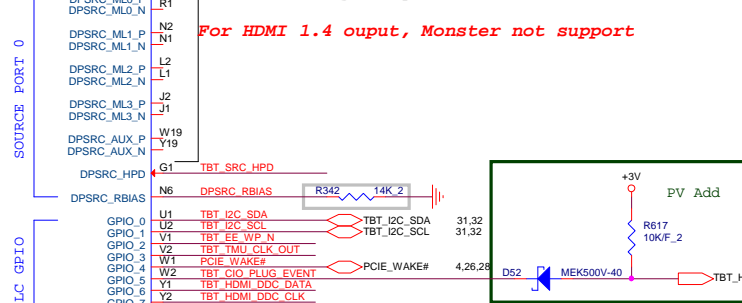 R1
DPSRC_ML0_N
N2
DPSRC_ML1_P
N1
DPSRC_ML1_N
For HDMI 1.4 ouput, Monster not support
L2
DPSRC_ML2_P
L1
DPSRC_ML2_N
J2
DPSRC_ML3_P
J1
DPSRC_ML3_N
W19
DPSRC_AUX_P
Y19
DPSRC_AUX_N
SOURCE PORT 0
DPSRC_HPD G1 TBT_SRC_HPD
DPSRC_RBIAS N6 DPSRC_RBIAS R342 14K_2
GPIO_0 U1 TBT_I2C_SDA TBT_I2C_SDA 31,32
GPIO_1 U2 TBT_I2C_SCL TBT_I2C_SCL 31,32
GPIO_2 V1 TBT_EE_WP_N
GPIO_3 V2 TBT_TMU_CLK_OUT
GPIO_4 W1 PCIE_WAKE# PCIE_WAKE# 4,26,28
GPIO_5 W2 TBT_CIO_PLUG_EVENT
GPIO_6 Y1 TBT_HDMI_DDC_DATA
Y2 TBT_HDMI_DDC_CLK
LC GPIO
+3V
PV Add
R617
10K/F_2
D52 MEK500V-40